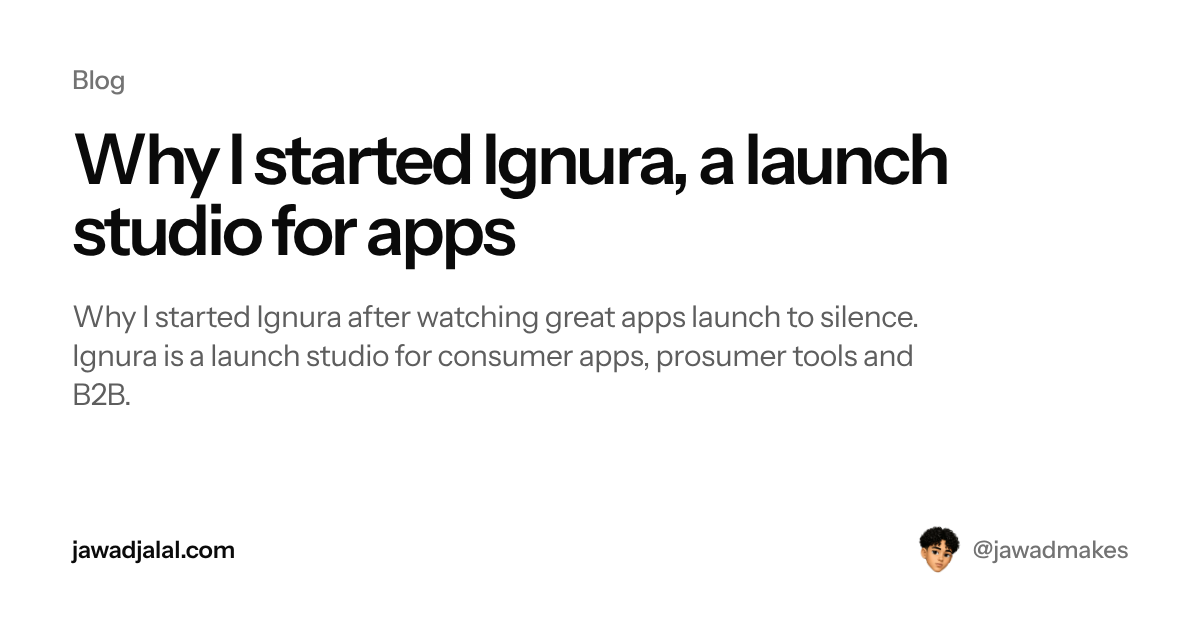 Blog
Why I started Ignura, a launch
studio for apps
Why I started Ignura after watching great apps launch to silence.
Ignura is a launch studio for consumer apps, prosumer tools and
B2B.
jawadjalal.com
@jawadmakes